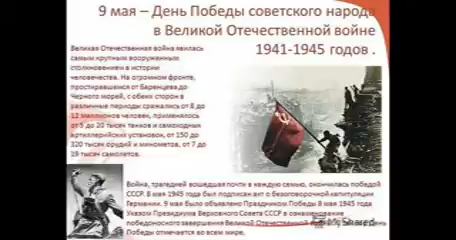 9 мая – День Победы советского народа
в Великой Отечественной войне
1941-1945 годов .
Великая Отечественная война явилась
самым крупным вооруженным
столкновением в истории
человечества. На огромном фронте,
простиравшемся от Баренцева до
Черного морей, с обеих сторон в
различные периоды сражались от 8 до
12 миллионов человек, применялось
от 5 до 20 тысяч танков и самоходных
артиллерийских установок, от 150 до
320 тысяч орудий и минометов, от 7 до
19 тысяч самолетов.
Война, трагедией вошедшая почти в каждую семью, окончилась победой
СССР. 8 мая 1945 года был подписан акт о безоговорочной капитуляции
Германии. 9 мая было объявлено Праздником Победы 8 мая 1945 года
Указом Президиума Верховного Совета СССР в ознаменование
победоносного завершения Великой Отечественной День
Победы отмечается во всем мире.